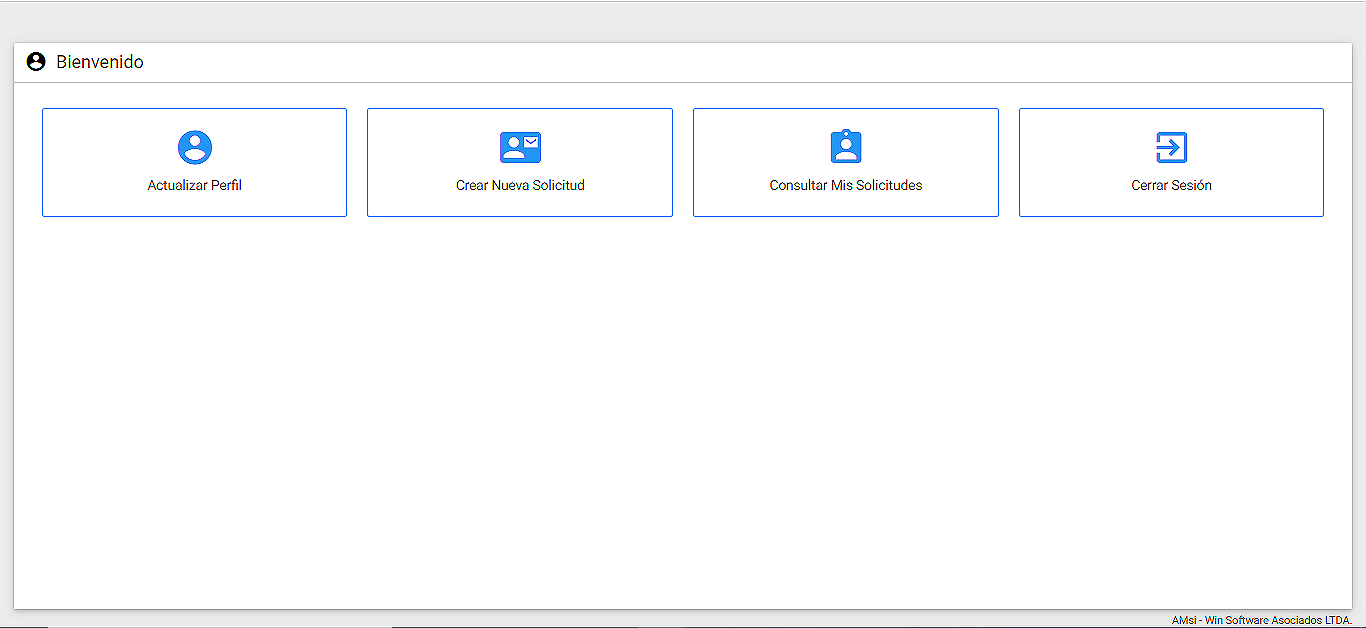 Bienvenido
Actualizar Perfil
Crear Nueva Solicitud
Consultar Mis Solicitudes
Cerrar Sesión
AMsi - Win Software Asociados LTDA.